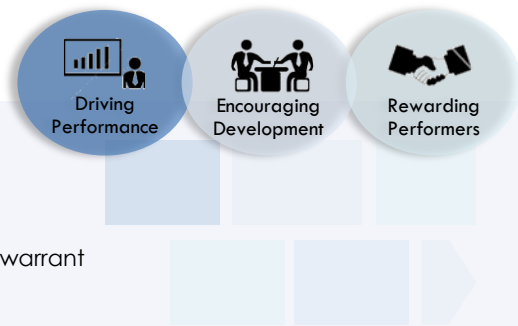 Driving
Performance
Encouraging
Development
Rewarding
Performers
warrant